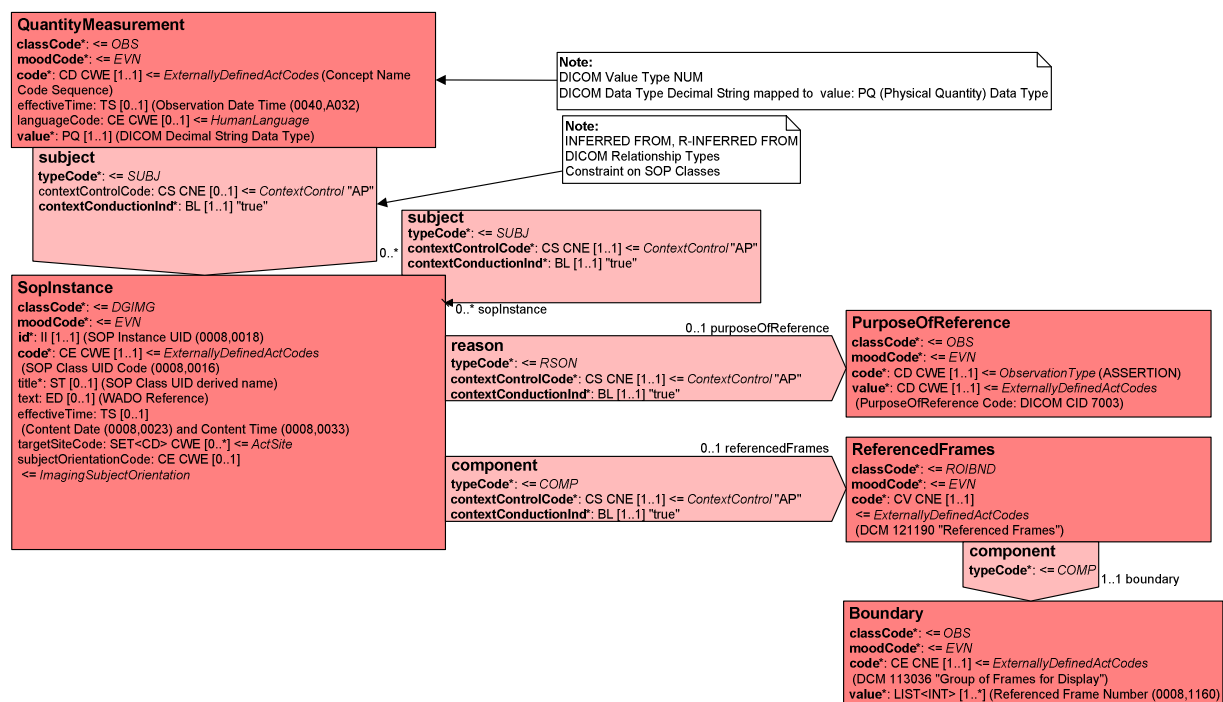 QuantityMeasurement
classCode*: <= OBS
moodCode*: <= EVN
code*: CD CWE [1..1] <= ExternallyDefinedActCodes (Concept Name
Code Sequence)
effectiveTime: TS [0..1] (Observation Date Time (0040,A032)
languageCode: CE CWE [0..1] <= HumanLanguage
value*: PQ [1..1] (DICOM Decimal String Data Type)
Note:
DICOM Value Type NUM
DICOM Data Type Decimal String mapped to value: PQ (Physical Quantity) Data Type
Note:
INFERRED FROM, R-INFERRED FROM
DICOM Relationship Types
Constraint on SOP Classes
subject
typeCode*: <= SUBJ
contextControlCode: CS CNE [0..1] <= ContextControl "AP"
contextConductionInd*: BL [1..1] "true"
0..*
subject
typeCode*: <= SUBJ
contextControlCode*: CS CNE [1..1] <= ContextControl "AP"
contextConductionInd*: BL [1..1] "true"
0..* sopInstance
SopInstance
classCode*: <= DGIMG
moodCode*: <= EVN
id*: II [1..1] (SOP Instance UID (0008,0018)
code*: CE CWE [1..1] <= ExternallyDefinedActCodes
(SOP Class UID Code (0008,0016)
title*: ST [0..1] (SOP Class UID derived name)
text: ED [0..1] (WADO Reference)
effectiveTime: TS [0..1]
(Content Date (0008,0023) and Content Time (0008,0033)
targetSiteCode: SET<CD> CWE [0..*] <= ActSite
subjectOrientationCode: CE CWE [0..1]
<= ImagingSubjectOrientation
0..1 purposeOfReference
reason
typeCode*: <= RSON
contextControlCode*: CS CNE [1..1] <= ContextControl "AP"
contextConductionInd*: BL [1..1] "true"
PurposeOfReference
classCode*: <= OBS
moodCode*: <= EVN
code*: CD CWE [1..1] <= ObservationType (ASSERTION)
value*: CD CWE [1..1] <= ExternallyDefinedActCodes
(PurposeOfReference Code: DICOM CID 7003)
0..1 referencedFrames
component
typeCode*: <= COMP
contextControlCode*: CS CNE [1..1] <= ContextControl "AP"
contextConductionInd*: BL [1..1] "true"
ReferencedFrames
classCode*: <= ROIBND
moodCode*: <= EVN
code*: CV CNE [1..1]
<= ExternallyDefinedActCodes
(DCM 121190 "Referenced Frames")
component
typeCode*: <= COMP
1..1 boundary
Boundary
classCode*: <= OBS
moodCode*: <= EVN
code*: CE CNE [1..1] <= ExternallyDefinedActCodes
(DCM 113036 "Group of Frames for Display")
value*: LIST<INT> [1..*] (Referenced Frame Number (0008,1160)